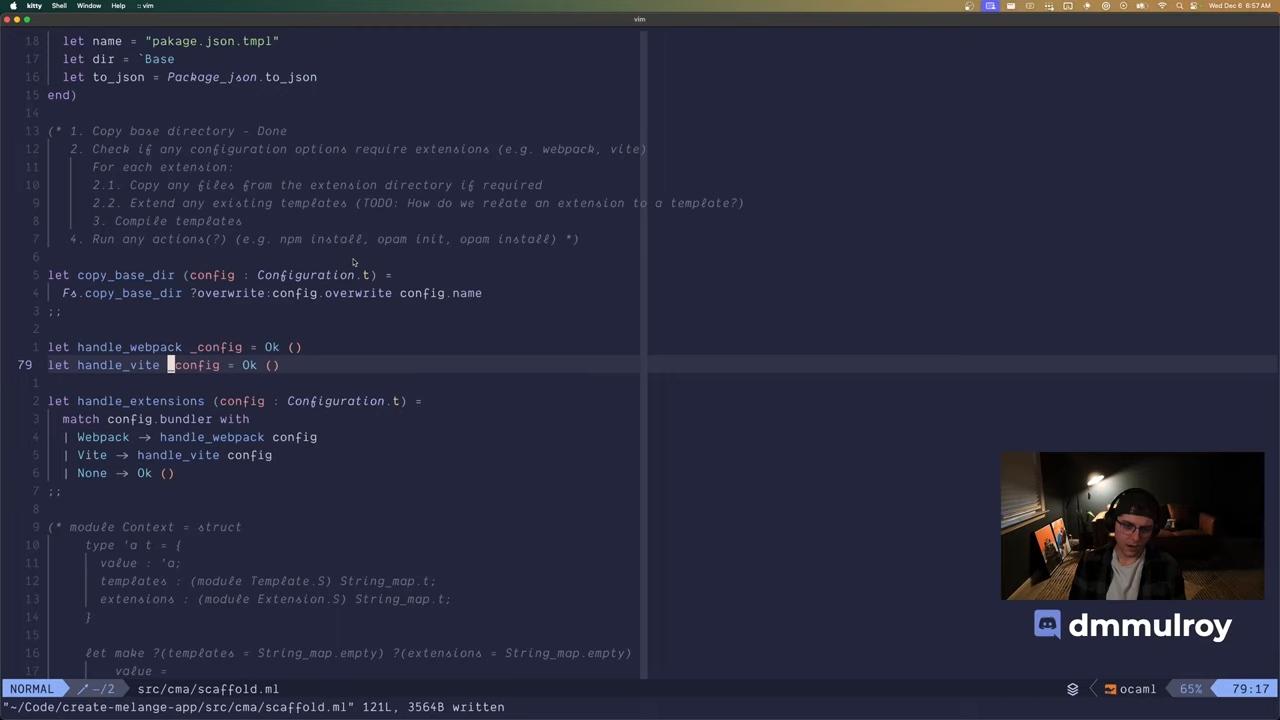 kitty Shell Edit Window Help :: vim
Wed Dec 6 6:57 AM
vim
18 let name = "pakage.json.tmpl"
17 let dir = `Base
16 let to_json = Package_json.to_json
15 end)
14
13 (* 1. Copy base directory - Done
12 2. Check if any configuration options require extensions (e.g. webpack, vite)
11 For each extension:
10 2.1. Copy any files from the extension directory if required
9 2.2. Extend any existing templates (TODO: How do we relate an extension to a template?)
8 3. Compile templates
7 4. Run any actions(?) (e.g. npm install, opam init, opam install) *)
6
5 let copy_base_dir (config : Configuration.t) =
4 Fs.copy_base_dir ?overwrite:config.overwrite config.name
3 ;;
2
1 let handle_webpack _config = Ok ()
79 let handle_vite _config = Ok ()
1
2 let handle_extensions (config : Configuration.t) =
3 match config.bundler with
4 | Webpack -> handle_webpack config
5 | Vite -> handle_vite config
6 | None -> Ok ()
7 ;;
8
9 (* module Context = struct
10 type 'a t = {
11 value : 'a;
12 templates : (module Template.S) String_map.t;
13 extensions : (module Extension.S) String_map.t;
14 }
15
16 let make ?(templates = String_map.empty) ?(extensions = String_map.empty)
17 value =
dmmulroy
NORMAL ~/2 src/cma/scaffold.ml ocaml 65% 79:17
"~/Code/create-melange-app/src/cma/scaffold.ml" 121L, 3564B written